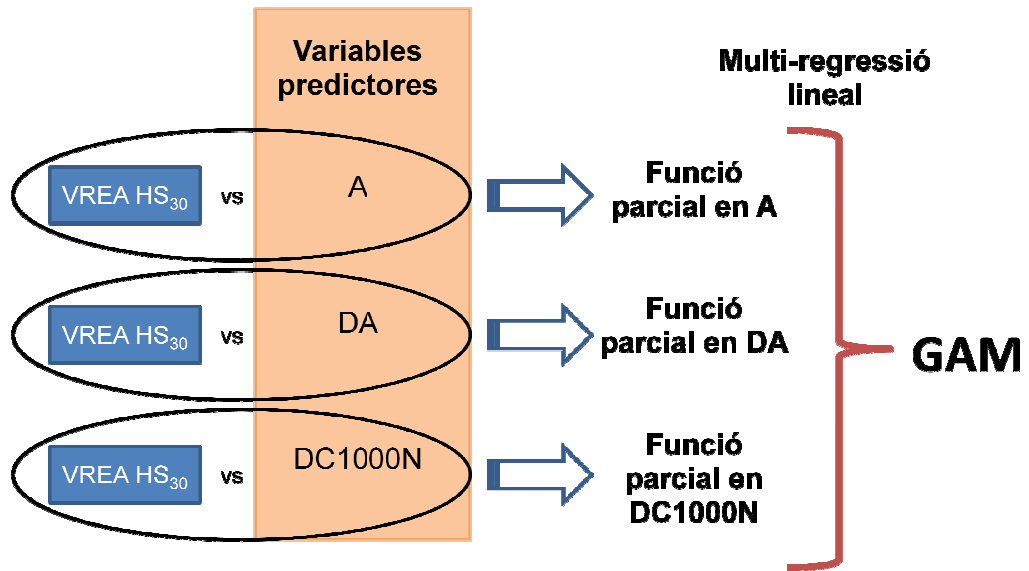 Variables
predictores
Multi-regressió
lineal
VREA HS30 vs A
Funció
parcial en A
VREA HS30 vs DA
Funció
parcial en DA
GAM
VREA HS30 vs DC1000N
Funció
parcial en
DC1000N